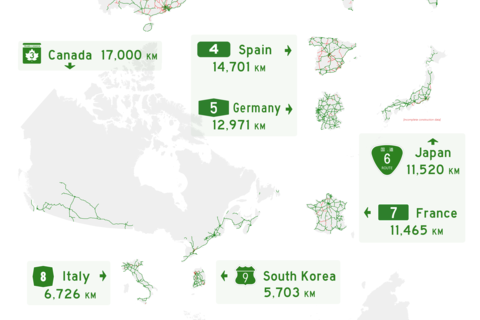 3 Canada 17,000 KM
4 Spain
14,701 KM
5 Germany
12,971 KM
6
ROUTE
Japan
11,520 KM
7 France
11,465 KM
8 Italy
6,726 KM
9 South Korea
5,703 KM